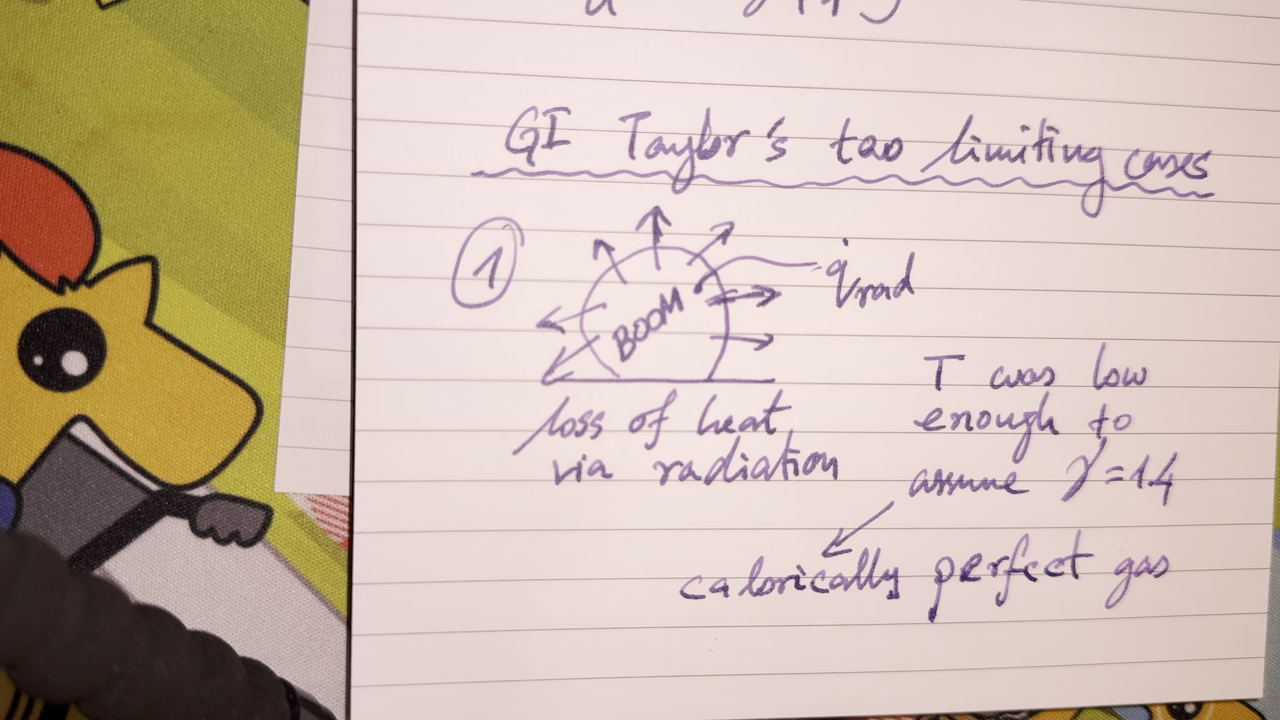 GI Taylor's two limiting cases
1
BOOM
q̇rad
loss of heat
via radiation
T was low
enough to
assume γ=1.4
calorically perfect gas